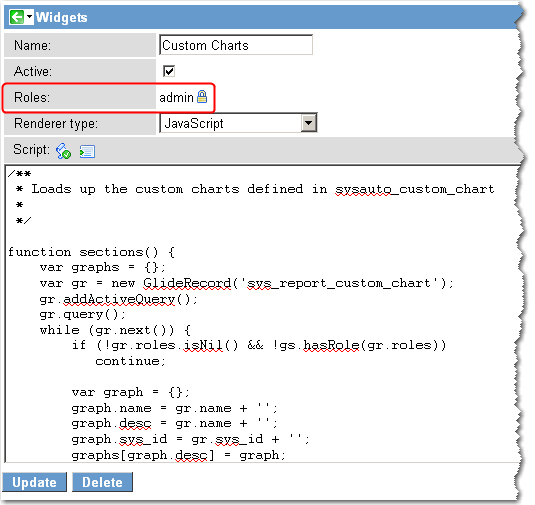 Widgets
Name: Custom Charts
Active:
Roles: admin
Renderer type: JavaScript
Script:
/**
 * Loads up the custom charts defined in sysauto_custom_chart
 *
 */
function sections() {
    var graphs = {};
    var gr = new GlideRecord('sys_report_custom_chart');
    gr.addActiveQuery();
    gr.query();
    while (gr.next()) {
        if (!gr.roles.isNil() && !gs.hasRole(gr.roles))
           continue;
        var graph = {};
        graph.name = gr.name + '';
        graph.desc = gr.name + '';
        graph.sys_id = gr.sys_id + '';
        graphs[graph.desc] = graph;
Update Delete